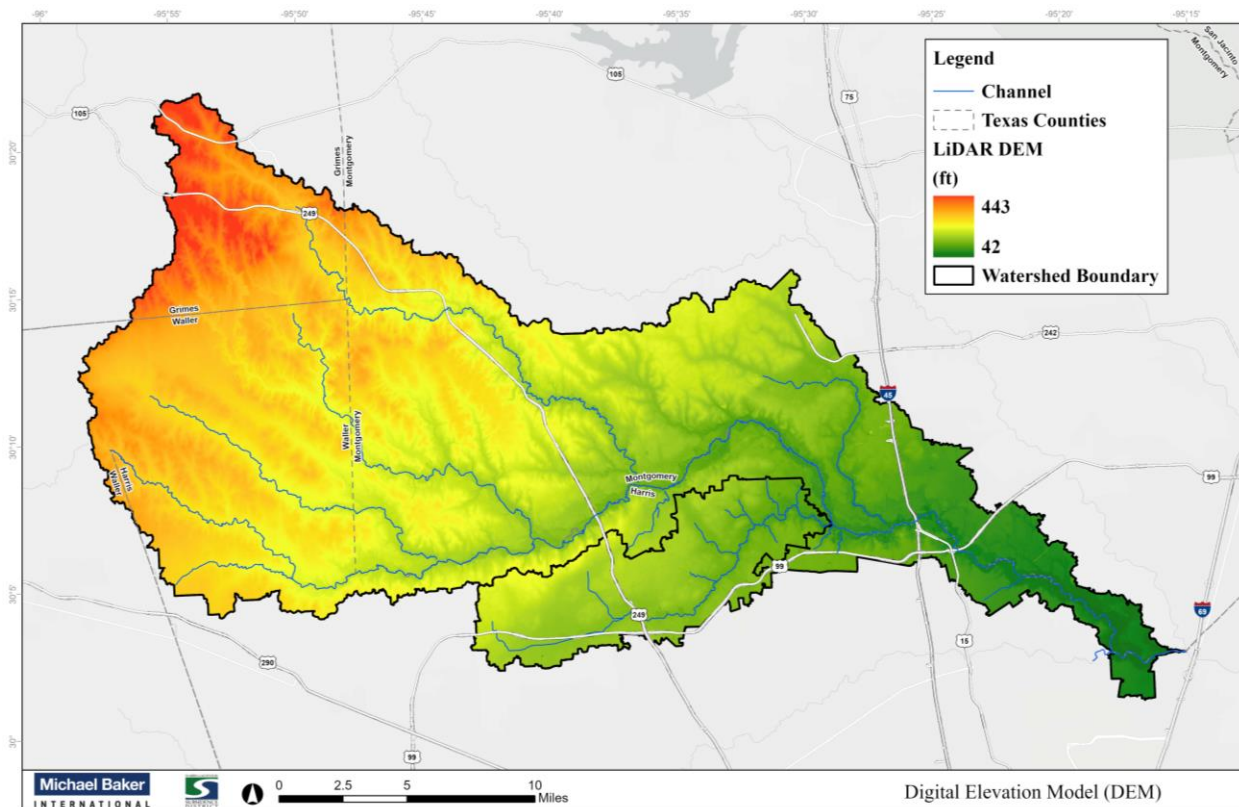 -96°
-95°55'
-95°50'
-95°45'
-95°40'
-95°35'
-95°30'
-95°25'
-95°20'
-95°15'
San Jacinto
Montgomery
105
75
105
Legend
Channel
Texas Counties
LiDAR DEM
(ft)
443
42
Watershed Boundary
30°20'
Grimes
Montgomery
249
30°15'
Grimes
Waller
242
45
Waller
Montgomery
30°10'
Harris
Waller
Montgomery
Harris
99
99
30°5'
249
69
15
290
30°
99
Michael Baker
INTERNATIONAL
0 2.5 5 10
Miles
Digital Elevation Model (DEM)